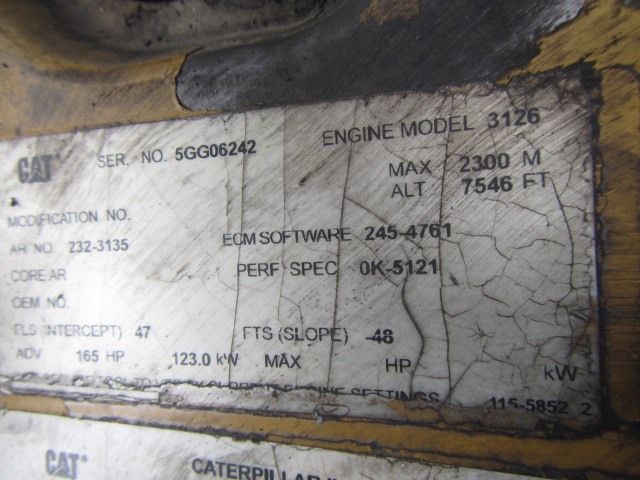 CAT SER. NO. 5GG06242 ENGINE MODEL 3126
MAX 2300 M
ALT 7546 FT
MODIFICATION NO.
AR NO. 232-3135 ECM SOFTWARE 245-4761
CORE AR PERF SPEC 0K-5121
OEM NO.
FLS (INTERCEPT) 47 FTS (SLOPE) -48
ADV 165 HP 123.0 kW MAX HP kW
ENGINE SETTINGS 115-5852 2
CAT CATERPILLAR